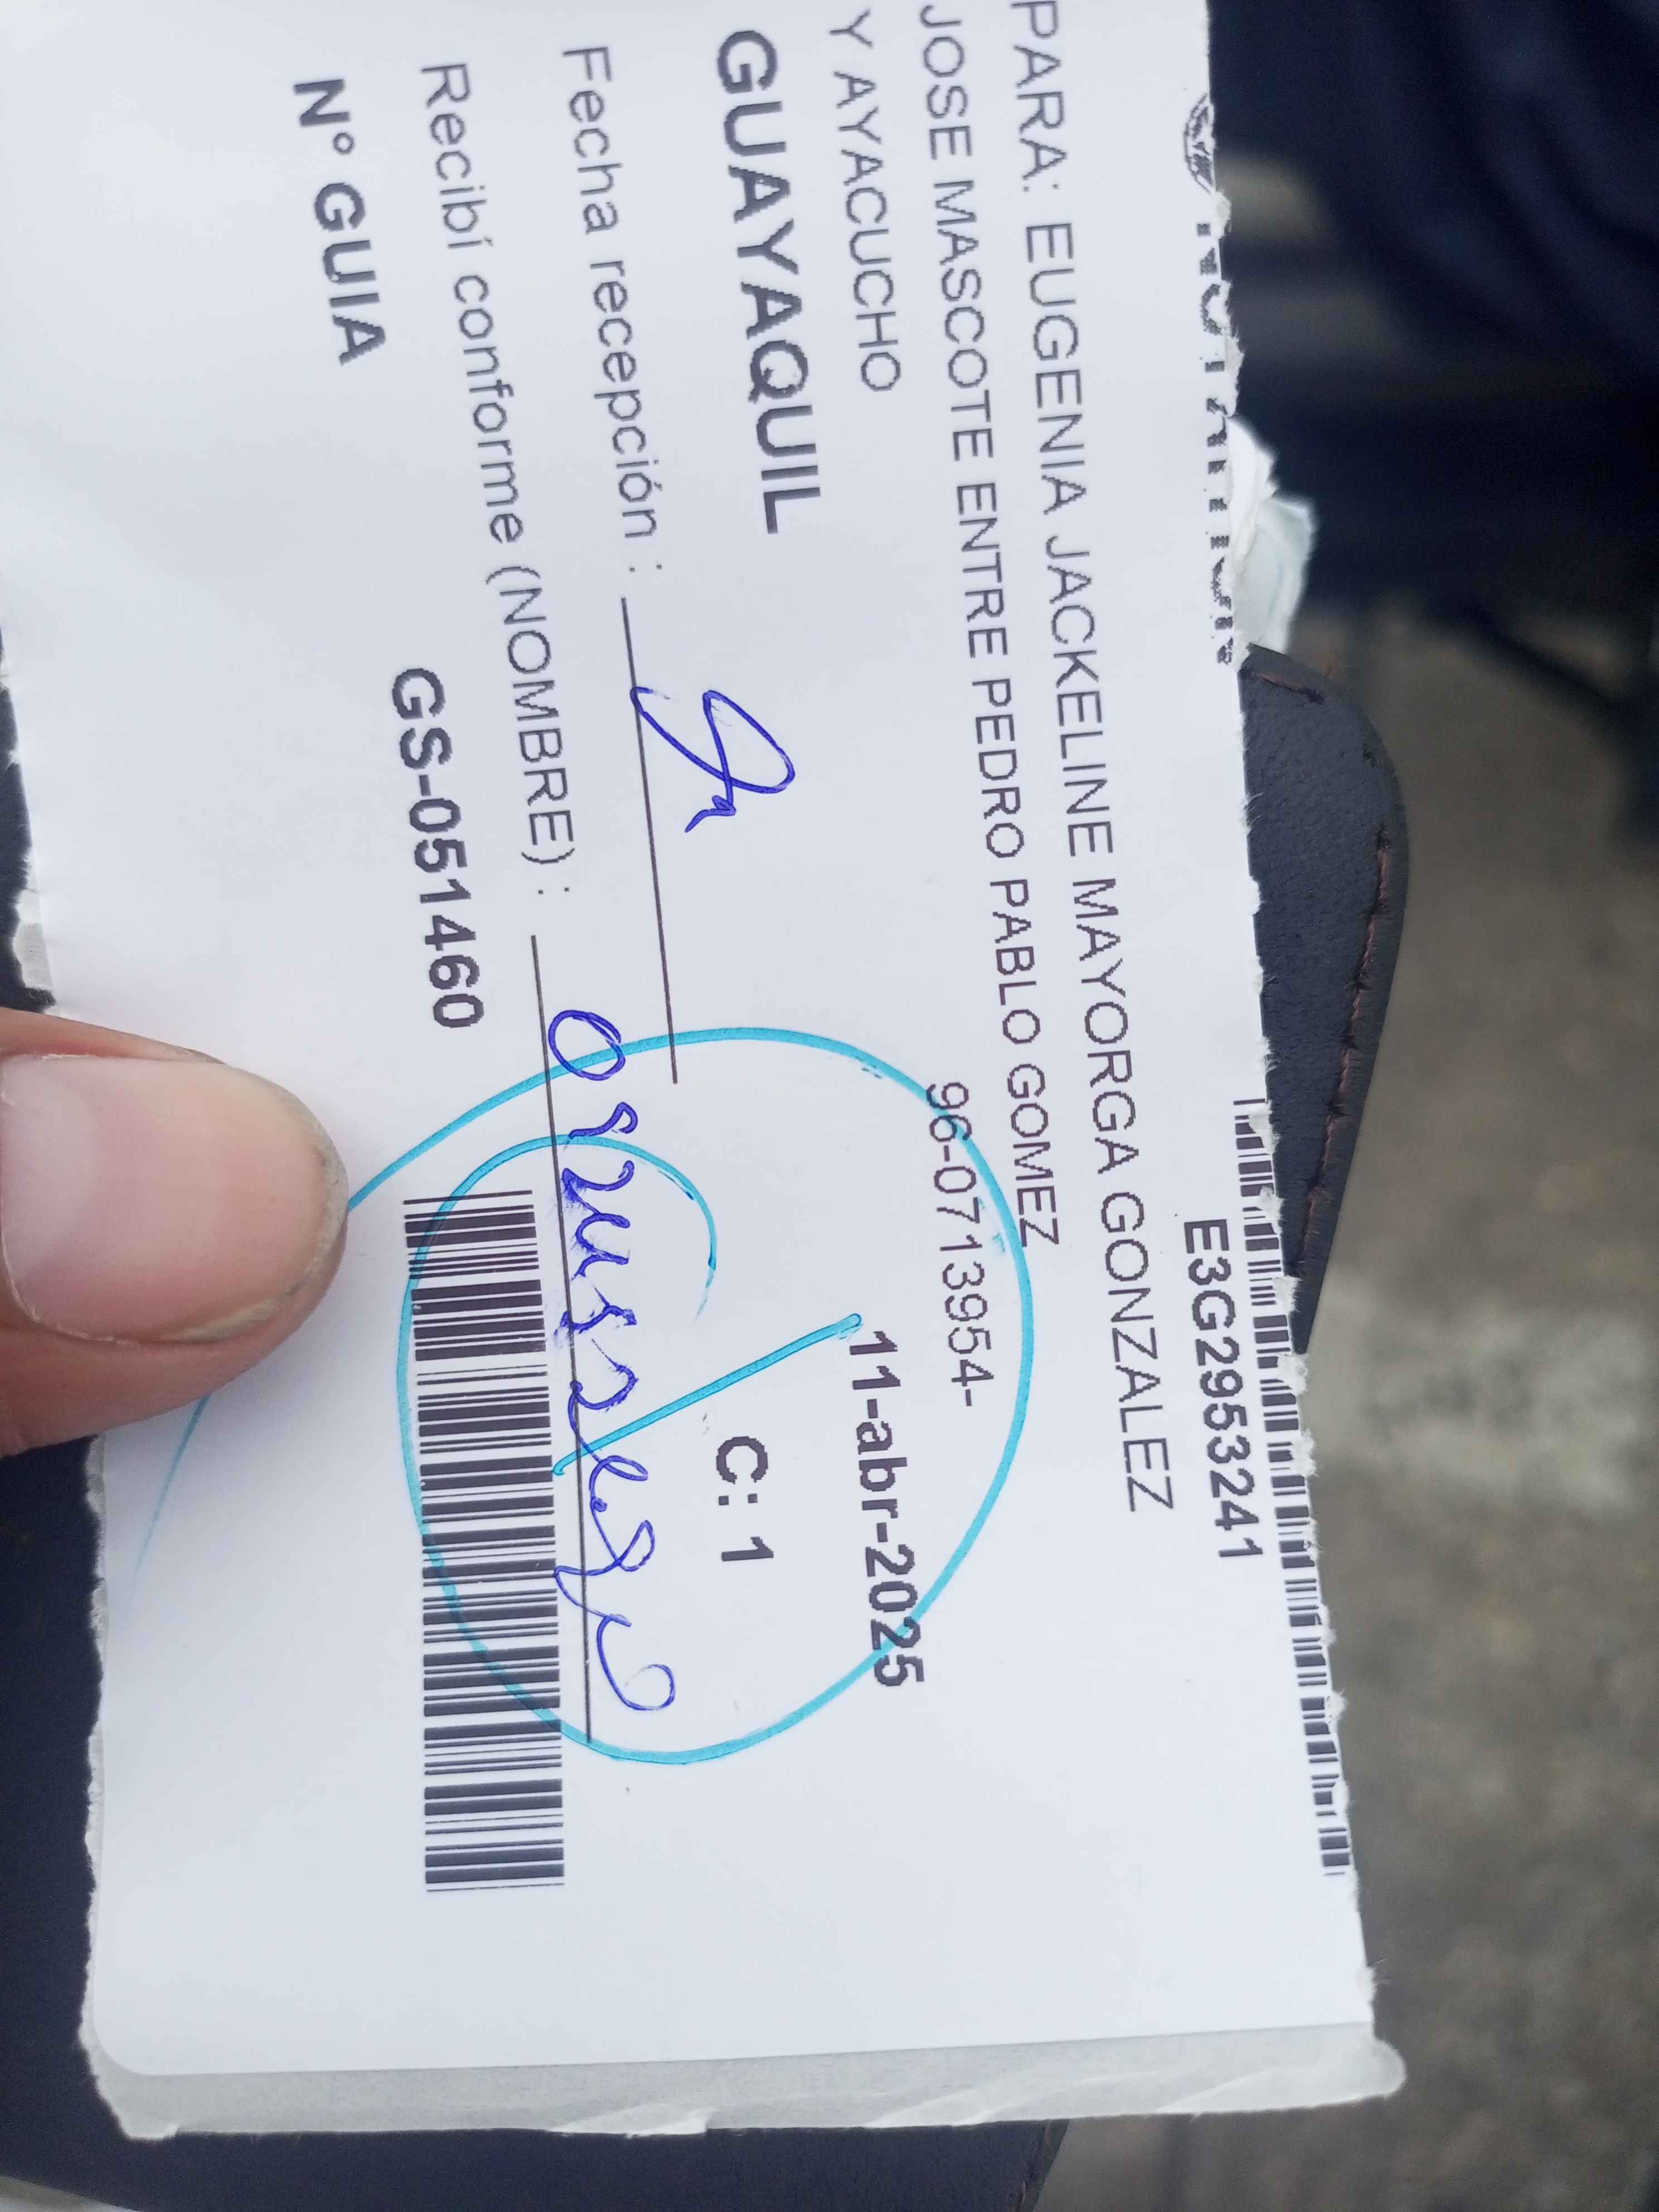 E3G2953241
PARA: EUGENIA JACKELINE MAYORGA GONZALEZ
JOSE MASCOTE ENTRE PEDRO PABLO GOMEZ
Y AYACUCHO
96-0713954-
11-abr-2025
GUAYAQUIL
C: 1
Fecha recepción :
Recibí conforme (NOMBRE) :
N° GUIA
GS-051460